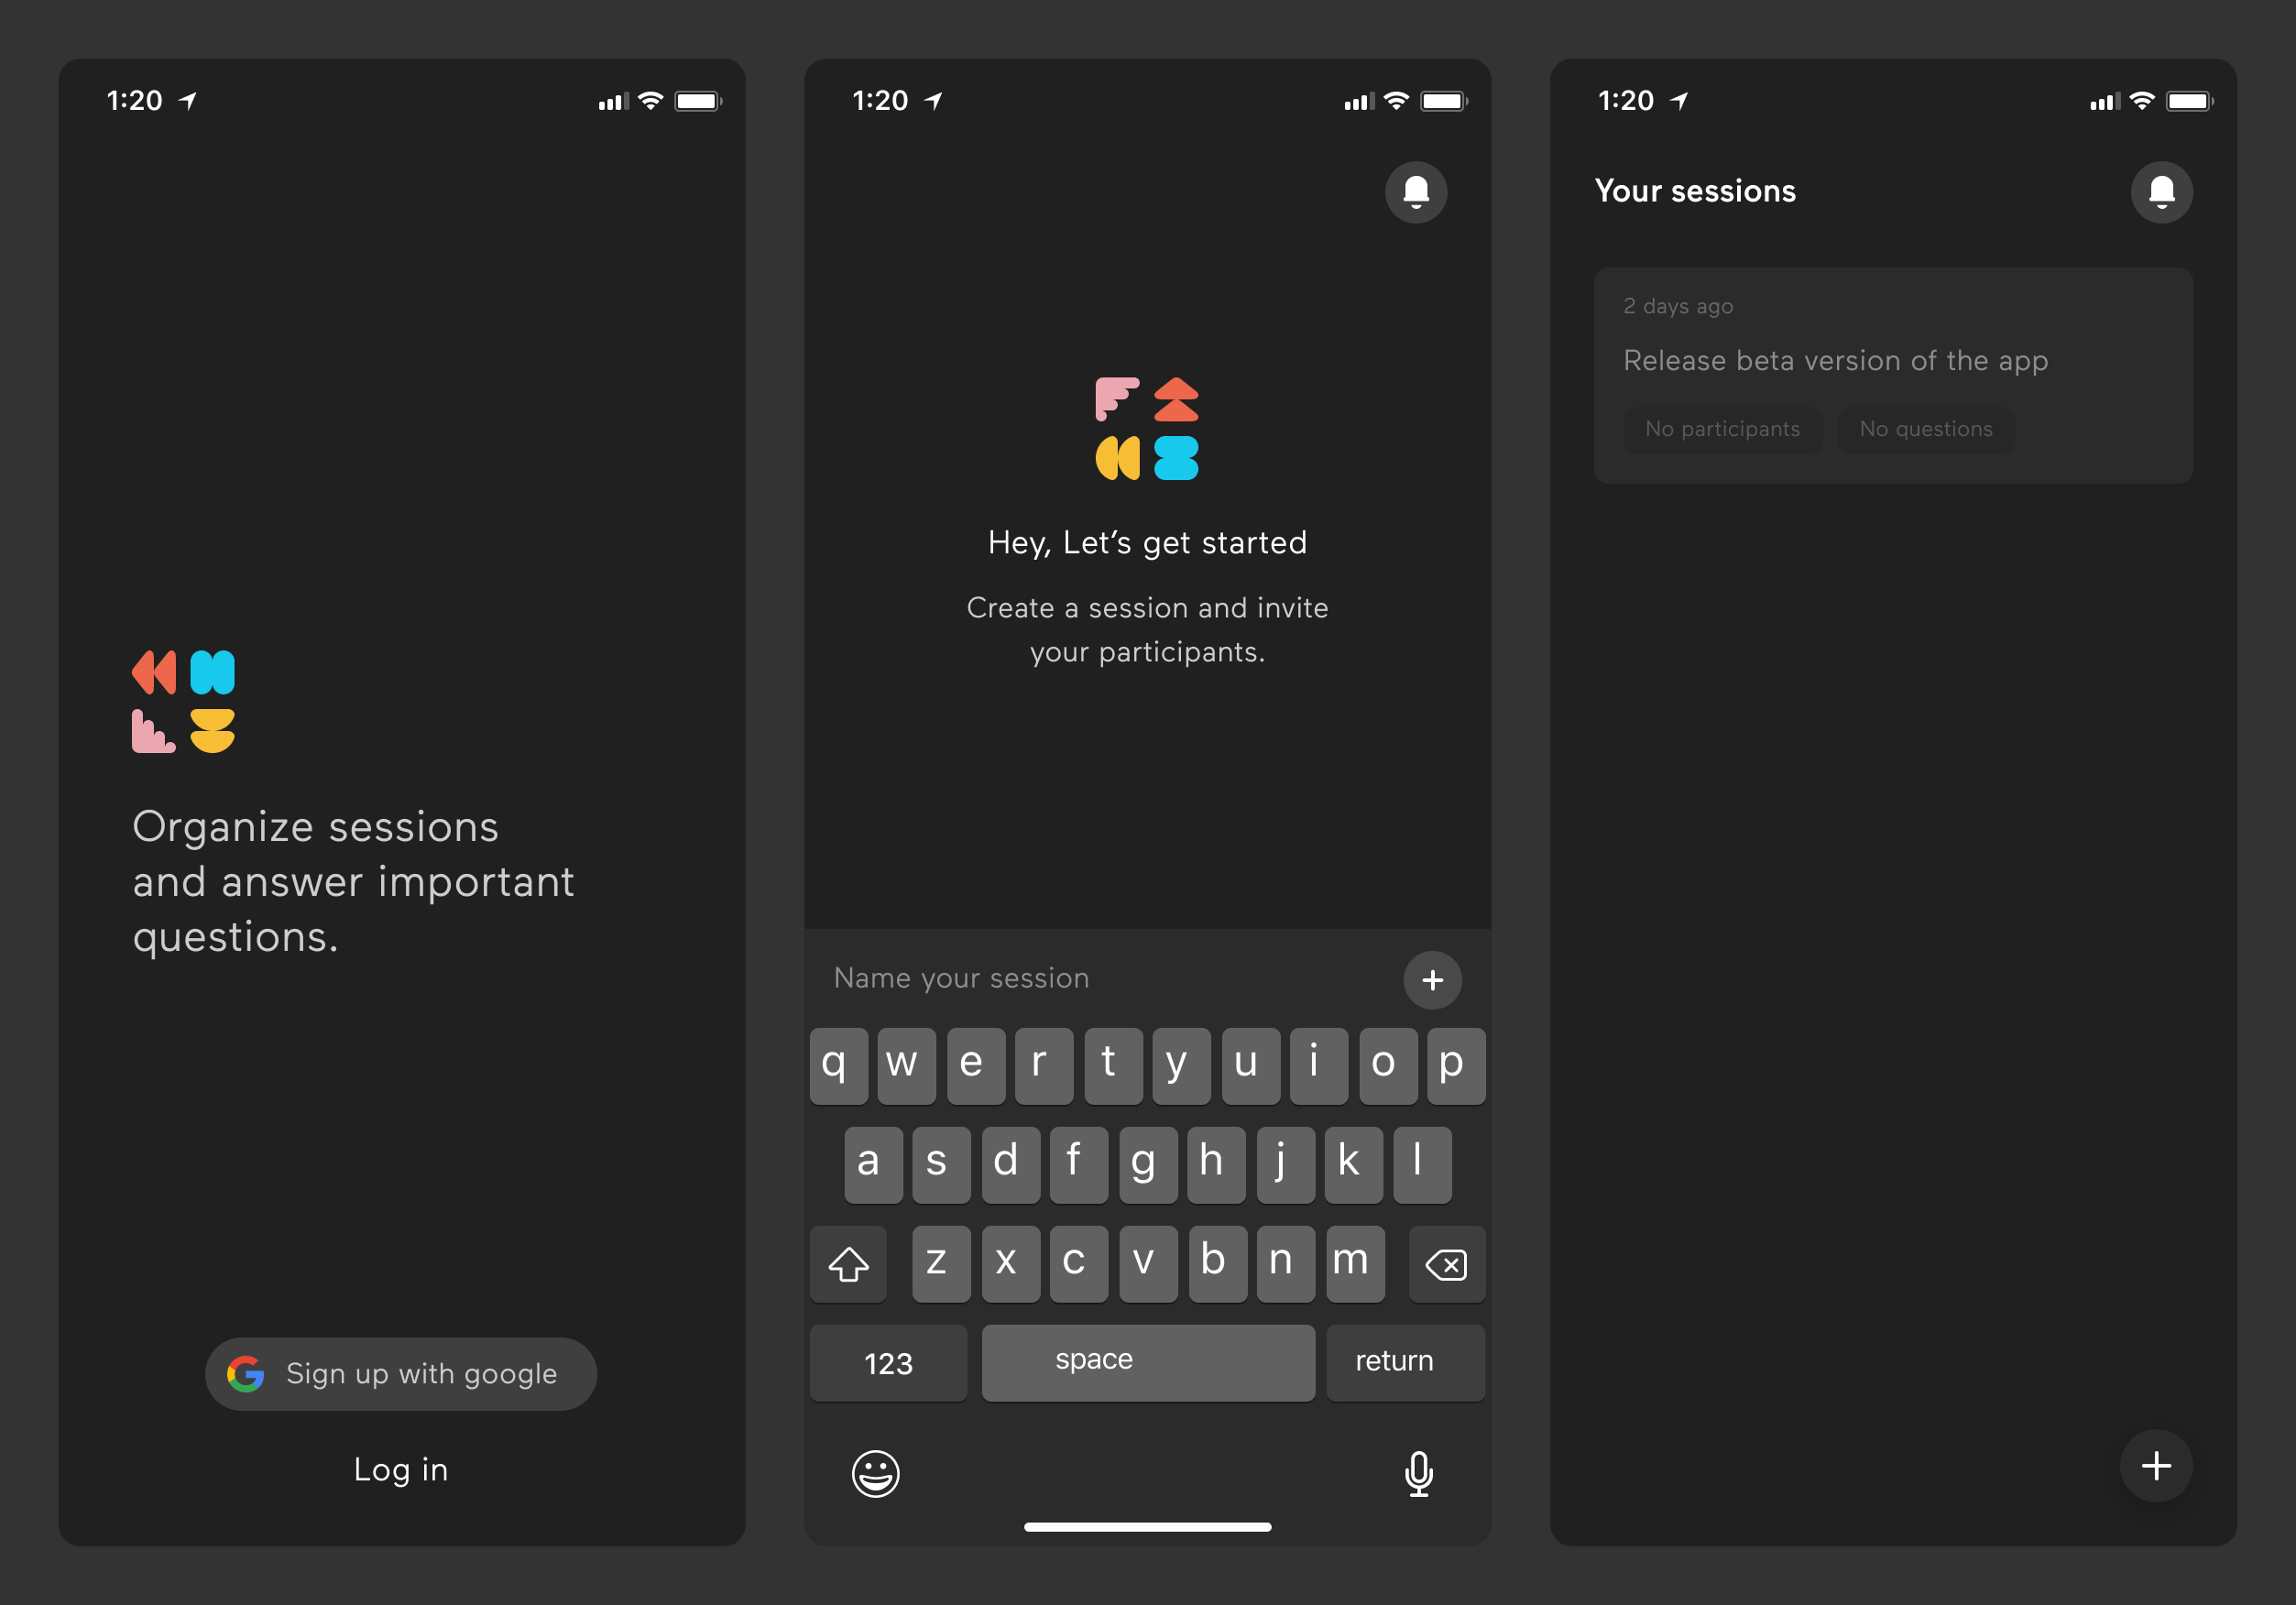 1:20
Organize sessions
and answer important
questions.
Sign up with google
Log in
1:20
Hey, Let’s get started
Create a session and invite
your participants.
Name your session
q w e r t y u i o p
a s d f g h j k l
z x c v b n m
123 space return
1:20
Your sessions
2 days ago
Release beta version of the app
No participants No questions